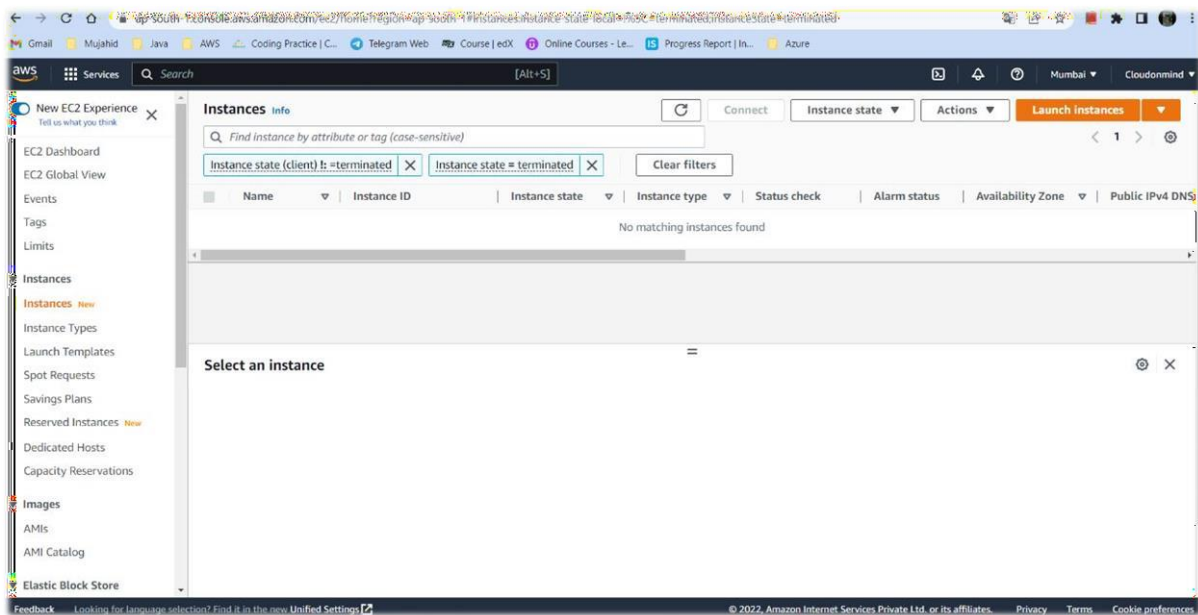 Gmail Mujahid Java AWS Coding Practice | C... Telegram Web Course | edX Online Courses - Le... Progress Report | In... Azure
aws Services Search [Alt+S] Mumbai Cloudonmind
New EC2 Experience
Tell us what you think
EC2 Dashboard
EC2 Global View
Events
Tags
Limits
Instances
Instances New
Instance Types
Launch Templates
Spot Requests
Savings Plans
Reserved Instances New
Dedicated Hosts
Capacity Reservations
Images
AMIs
AMI Catalog
Elastic Block Store
Instances Info Connect Instance state Actions Launch instances
Find instance by attribute or tag (case-sensitive) 1
Instance state (client) !: =terminated Instance state = terminated Clear filters
Name Instance ID Instance state Instance type Status check Alarm status Availability Zone Public IPv4 DNS
No matching instances found
Select an instance
Feedback Looking for language selection? Find it in the new Unified Settings © 2022, Amazon Internet Services Private Ltd. or its affiliates. Privacy Terms Cookie preferences